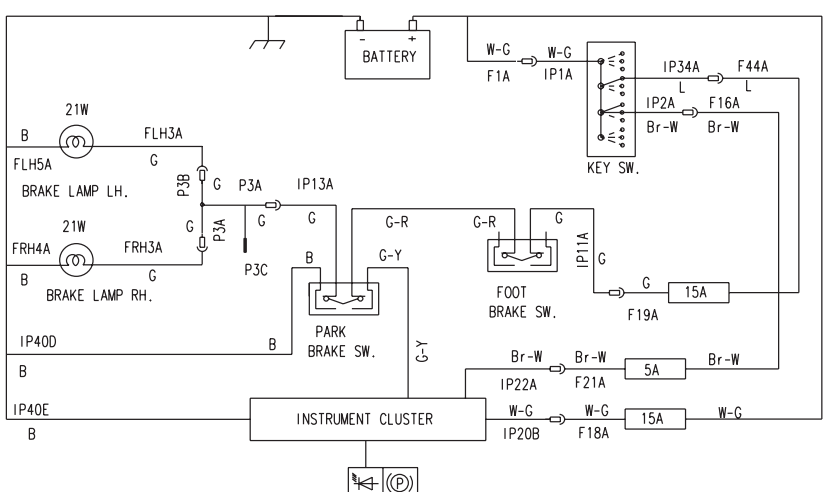 -
+
BATTERY
W-G
W-G
F1A
IP1A
IP34A
F44A
L
L
IP2A
F16A
Br-W
Br-W
KEY SW.
21W
B
FLH3A
FLH5A
G
BRAKE LAMP LH.
P3B
G
P3A
IP13A
G
G
G
P3A
P3C
21W
FRH4A
FRH3A
B
G
BRAKE LAMP RH.
G-R
G-R
G
B
G-Y
IP11A
G
G
15A
F19A
FOOT
BRAKE SW.
PARK
BRAKE SW.
IP40D
B
B
G-Y
Br-W
Br-W
5A
Br-W
IP22A
F21A
IP40E
B
INSTRUMENT CLUSTER
W-G
W-G
15A
W-G
IP20B
F18A
P